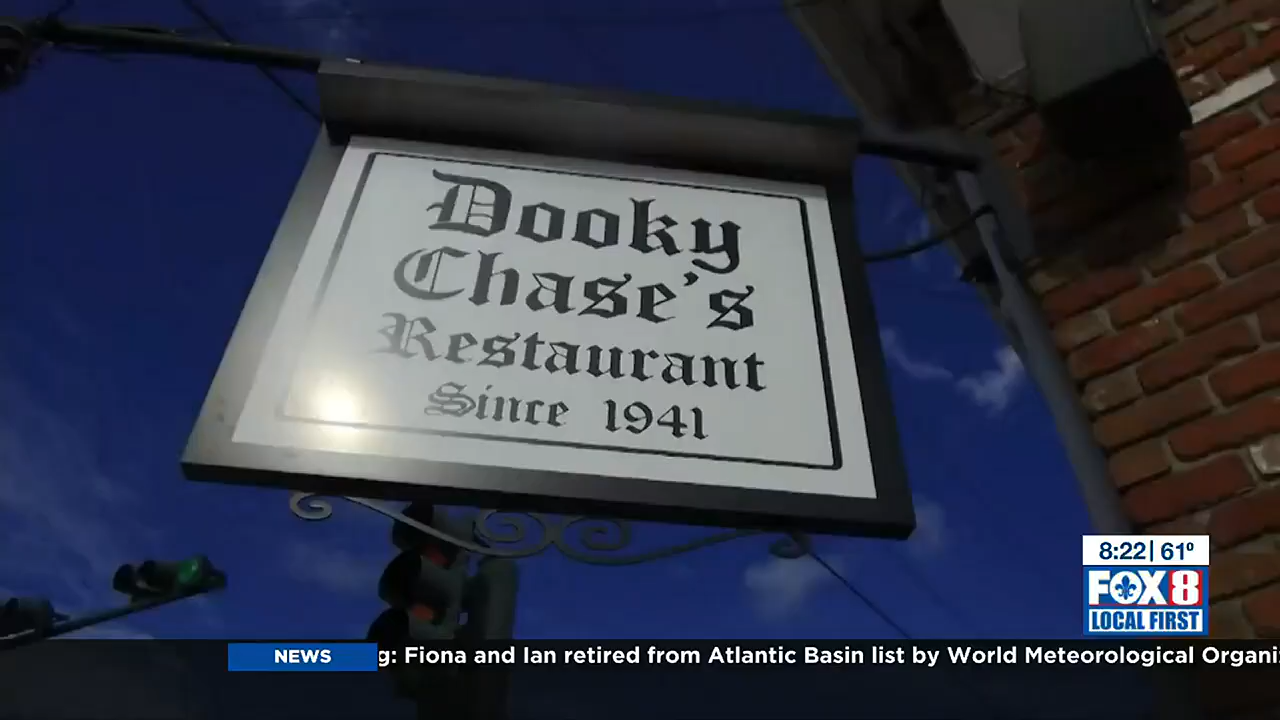 Dooky
Chase's
Restaurant
Since 1941
8:22| 61°
FOX 8
LOCAL FIRST
NEWS
g: Fiona and Ian retired from Atlantic Basin list by World Meteorological Organi